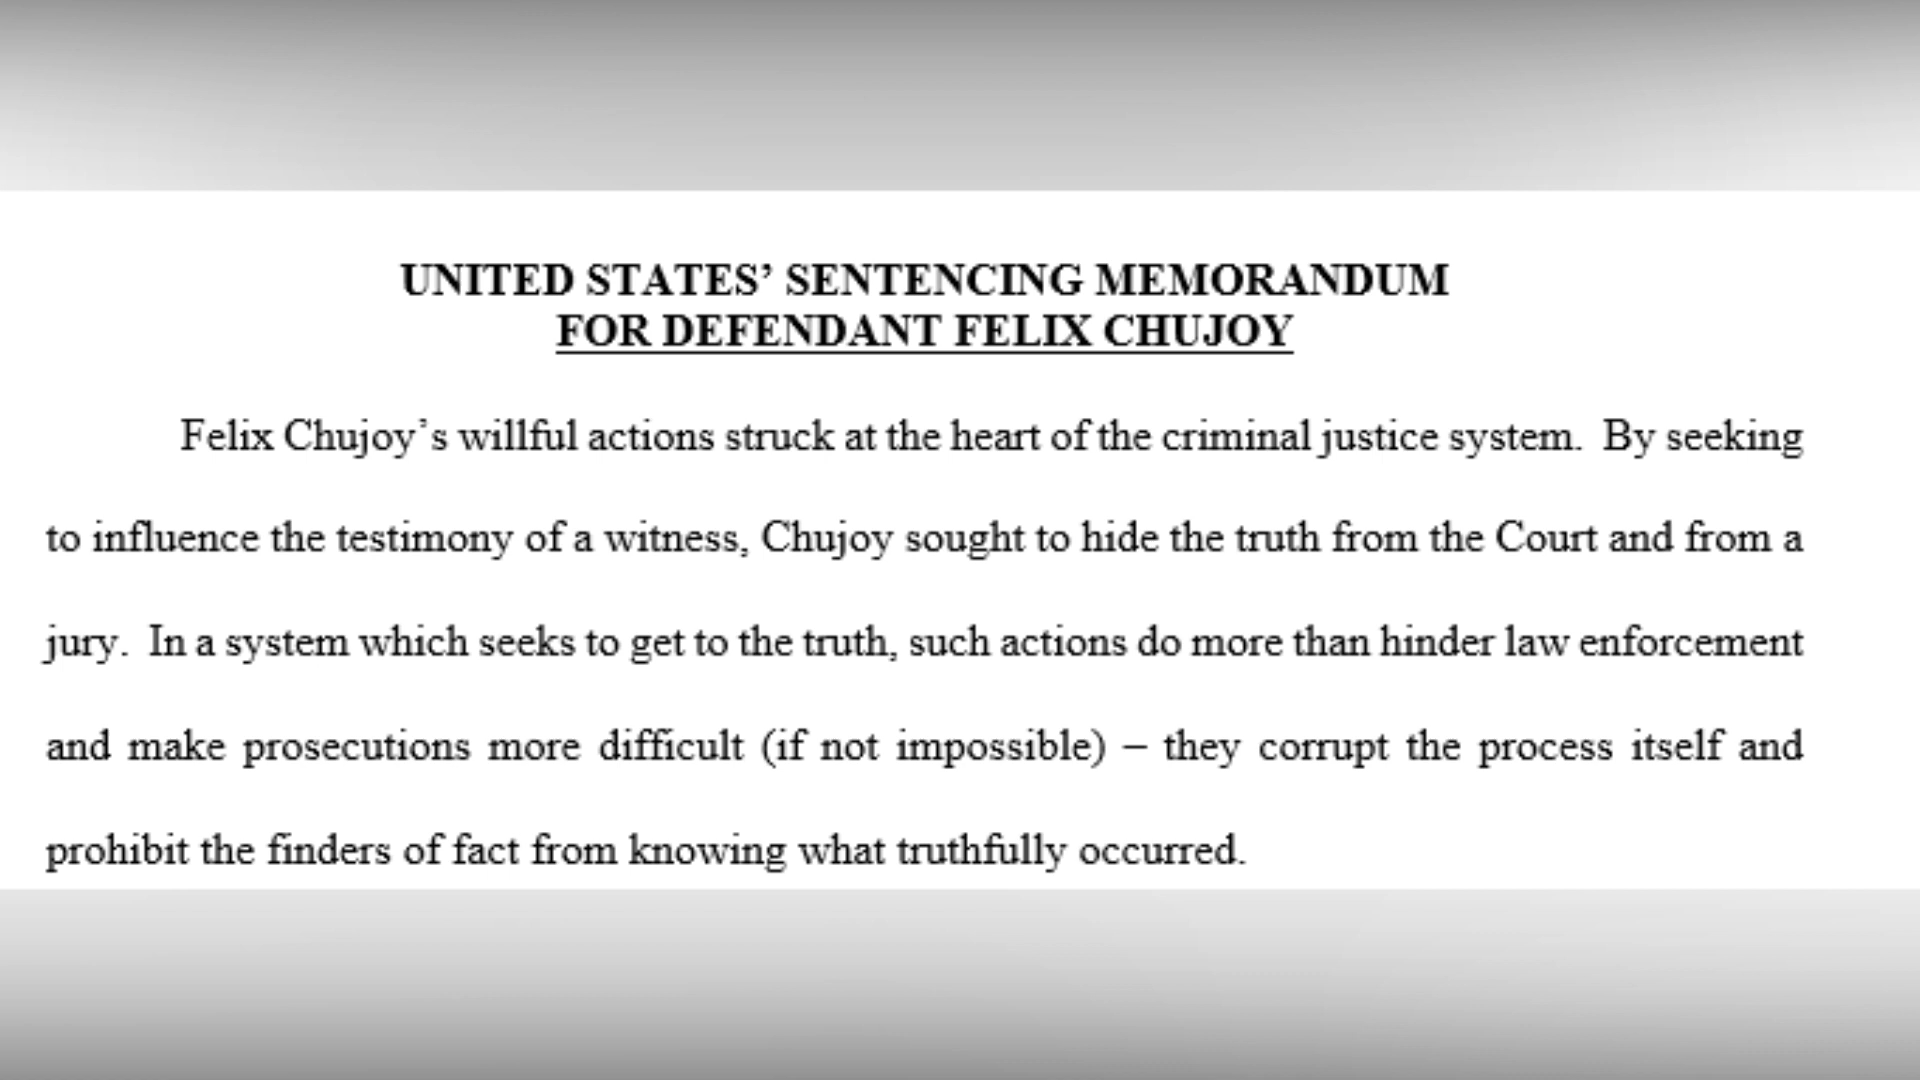 UNITED STATES’ SENTENCING MEMORANDUM
FOR DEFENDANT FELIX CHUJOY
Felix Chujoy’s willful actions struck at the heart of the criminal justice system.  By seeking
to influence the testimony of a witness, Chujoy sought to hide the truth from the Court and from a
jury.  In a system which seeks to get to the truth, such actions do more than hinder law enforcement
and make prosecutions more difficult (if not impossible) – they corrupt the process itself and
prohibit the finders of fact from knowing what truthfully occurred.